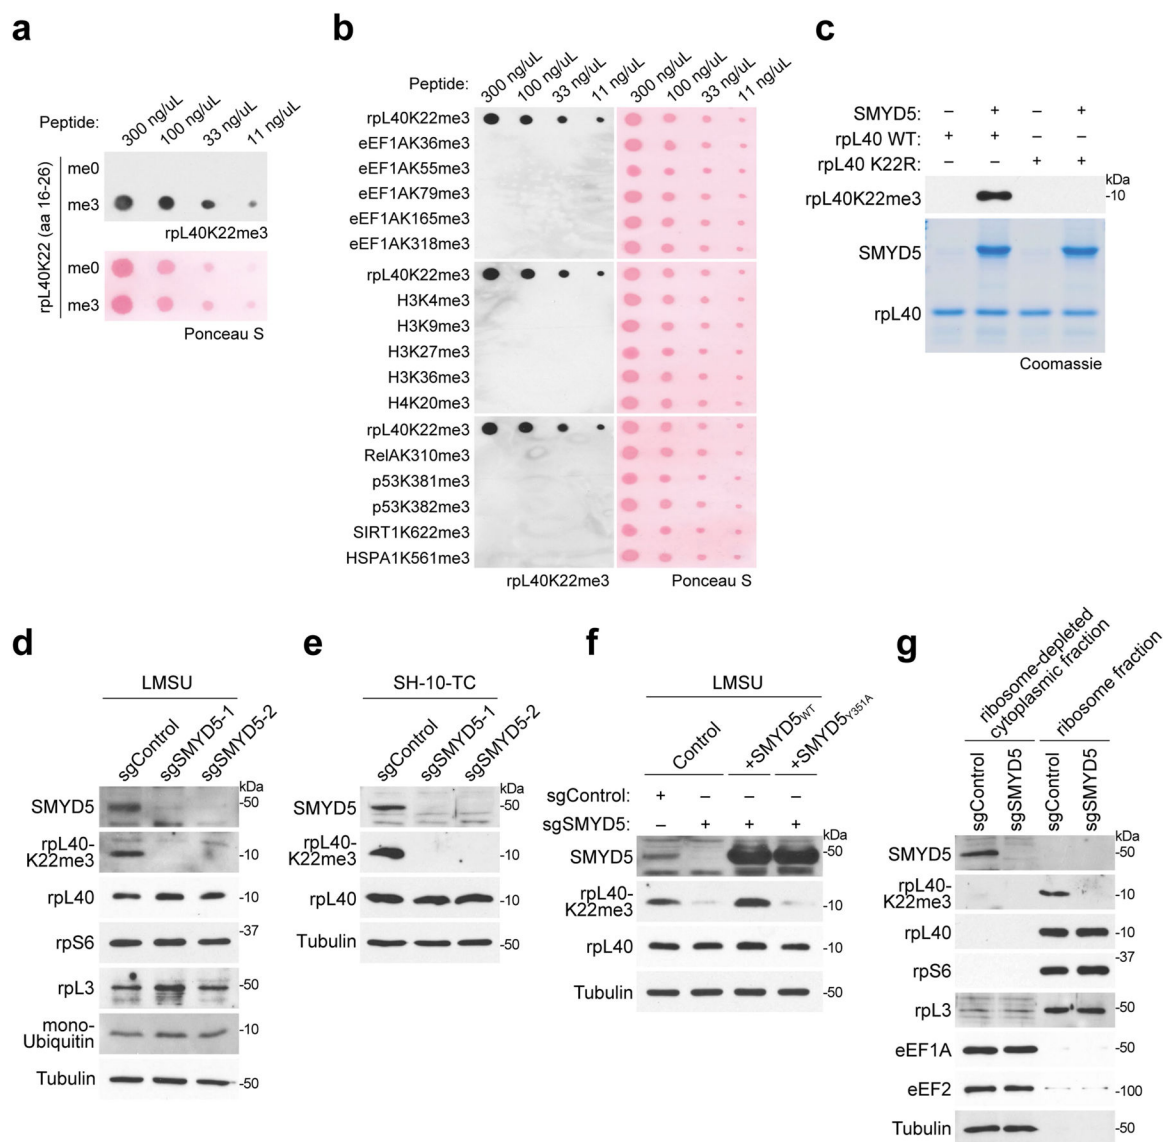 a
Peptide:
300 ng/uL 100 ng/uL 33 ng/uL 11 ng/uL
rpL40K22 (aa 16-26)
me0
me3
rpL40K22me3
me0
me3
Ponceau S
b
Peptide:
300 ng/uL 100 ng/uL 33 ng/uL 11 ng/uL 300 ng/uL 100 ng/uL 33 ng/uL 11 ng/uL
rpL40K22me3
eEF1AK36me3
eEF1AK55me3
eEF1AK79me3
eEF1AK165me3
eEF1AK318me3
rpL40K22me3
H3K4me3
H3K9me3
H3K27me3
H3K36me3
H4K20me3
rpL40K22me3
RelAK310me3
p53K381me3
p53K382me3
SIRT1K622me3
HSPA1K561me3
rpL40K22me3 Ponceau S
c
SMYD5: – + – +
rpL40 WT: + + – –
rpL40 K22R: – – + +
kDa
rpL40K22me3 -10
SMYD5
rpL40
Coomassie
d
LMSU
sgControl sgSMYD5-1 sgSMYD5-2
kDa
SMYD5 -50
rpL40-
K22me3 -10
rpL40 -10
rpS6 -37
rpL3 -50
mono-
Ubiquitin -10
Tubulin -50
e
SH-10-TC
sgControl sgSMYD5-1 sgSMYD5-2
kDa
SMYD5 -50
rpL40-
K22me3 -10
rpL40 -10
Tubulin -50
f
LMSU
Control +SMYD5WT +SMYD5Y351A
sgControl: + – – –
sgSMYD5: – + + +
kDa
SMYD5 -50
rpL40-
K22me3 -10
rpL40 -10
Tubulin -50
g
ribosome-depleted
cytoplasmic fraction
ribosome fraction
sgControl sgSMYD5 sgControl sgSMYD5
kDa
SMYD5 -50
rpL40-
K22me3 -10
rpL40 -10
rpS6 -37
rpL3 -50
eEF1A -50
eEF2 -100
Tubulin -50